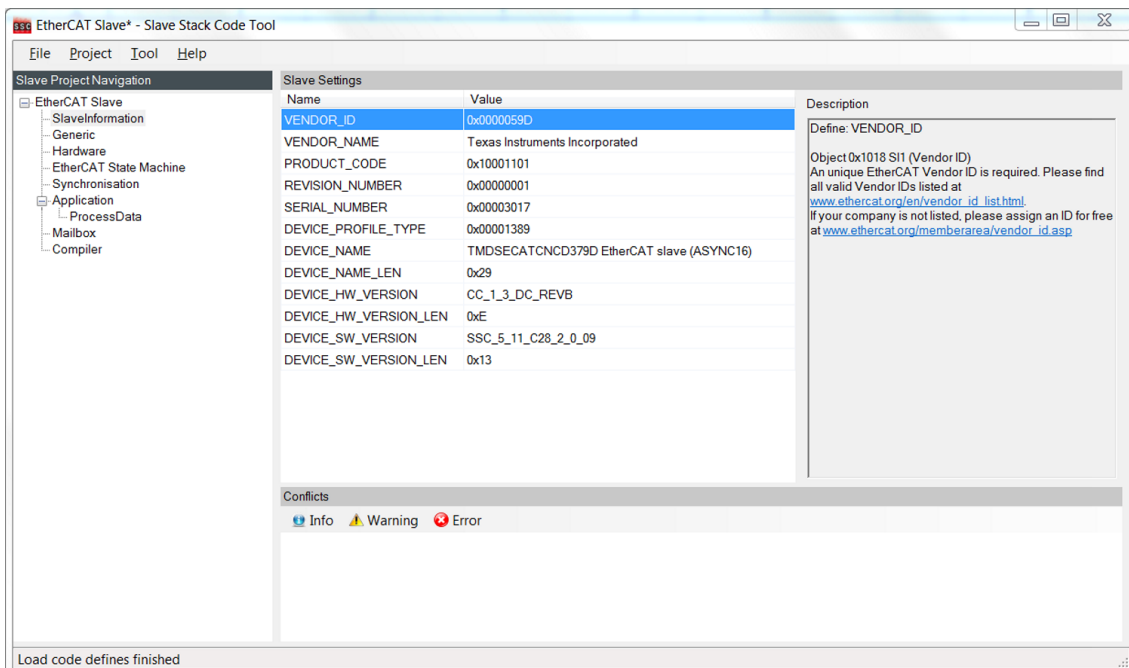 SSC EtherCAT Slave* - Slave Stack Code Tool
File Project Tool Help
Slave Project Navigation
EtherCAT Slave
SlaveInformation
Generic
Hardware
EtherCAT State Machine
Synchronisation
Application
ProcessData
Mailbox
Compiler
Slave Settings
Name Value
VENDOR_ID 0x0000059D
VENDOR_NAME Texas Instruments Incorporated
PRODUCT_CODE 0x10001101
REVISION_NUMBER 0x00000001
SERIAL_NUMBER 0x00003017
DEVICE_PROFILE_TYPE 0x00001389
DEVICE_NAME TMDSECATCNCD379D EtherCAT slave (ASYNC16)
DEVICE_NAME_LEN 0x29
DEVICE_HW_VERSION CC_1_3_DC_REVB
DEVICE_HW_VERSION_LEN 0xE
DEVICE_SW_VERSION SSC_5_11_C28_2_0_09
DEVICE_SW_VERSION_LEN 0x13
Description
Define: VENDOR_ID
Object 0x1018 SI1 (Vendor ID)
An unique EtherCAT Vendor ID is required. Please find
all valid Vendor IDs listed at
www.ethercat.org/en/vendor_id_list.html.
If your company is not listed, please assign an ID for free
at www.ethercat.org/memberarea/vendor_id.asp
Conflicts
Info Warning Error
Load code defines finished